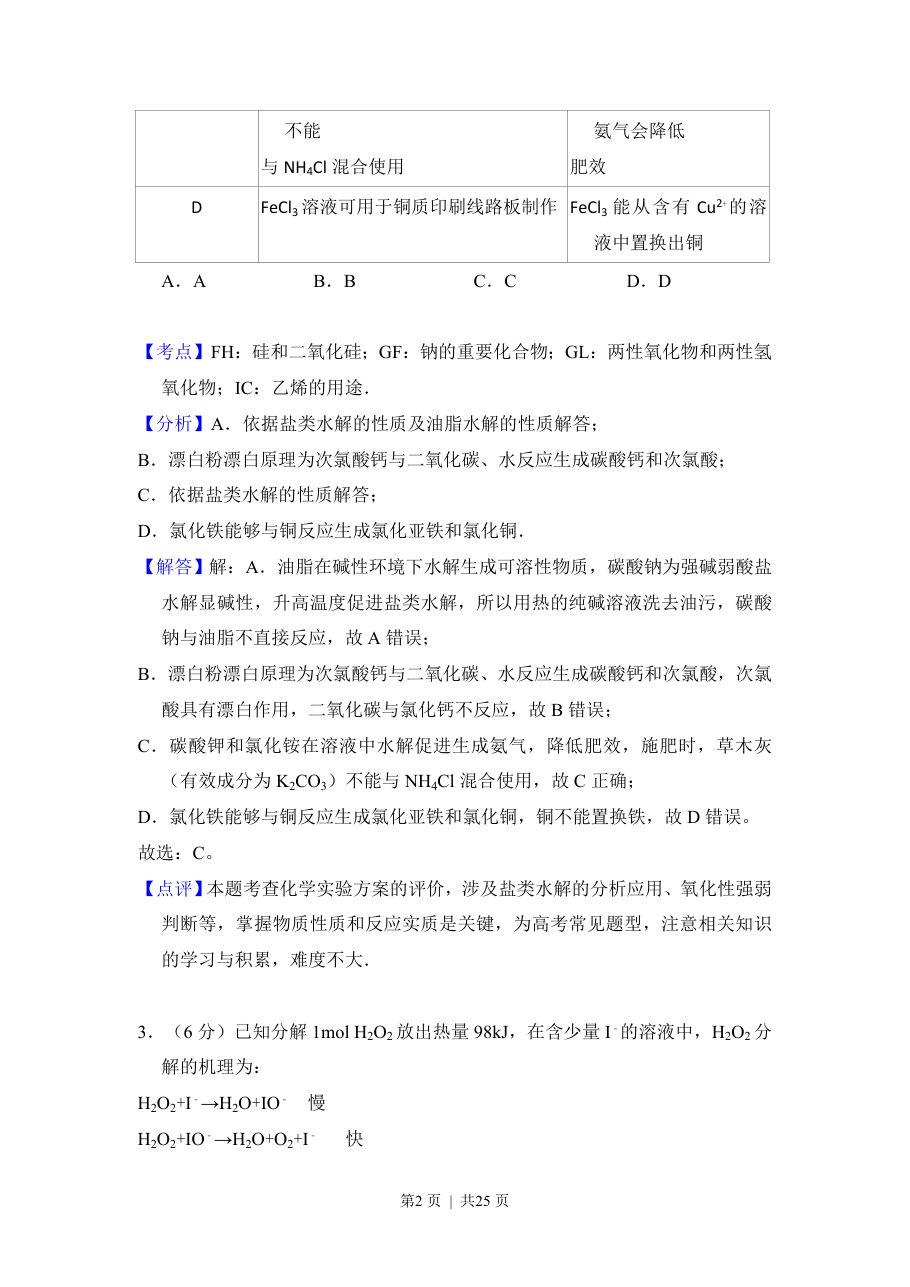 不能 氨气会降低
与 NH₄Cl 混合使用 肥效
D FeCl₃ 溶液可用于铜质印刷线路板制作 FeCl₃ 能从含有 Cu²⁺的溶
液中置换出铜
A．A B．B C．C D．D
【考点】FH：硅和二氧化硅；GF：钠的重要化合物；GL：两性氧化物和两性氢
氧化物；IC：乙烯的用途．
【分析】A．依据盐类水解的性质及油脂水解的性质解答；
B．漂白粉漂白原理为次氯酸钙与二氧化碳、水反应生成碳酸钙和次氯酸；
C．依据盐类水解的性质解答；
D．氯化铁能够与铜反应生成氯化亚铁和氯化铜．
【解答】解：A．油脂在碱性环境下水解生成可溶性物质，碳酸钠为强碱弱酸盐
水解显碱性，升高温度促进盐类水解，所以用热的纯碱溶液洗去油污，碳酸
钠与油脂不直接反应，故 A 错误；
B．漂白粉漂白原理为次氯酸钙与二氧化碳、水反应生成碳酸钙和次氯酸，次氯
酸具有漂白作用，二氧化碳与氯化钙不反应，故 B 错误；
C．碳酸钾和氯化铵在溶液中水解促进生成氨气，降低肥效，施肥时，草木灰
（有效成分为 K₂CO₃）不能与 NH₄Cl 混合使用，故 C 正确；
D．氯化铁能够与铜反应生成氯化亚铁和氯化铜，铜不能置换铁，故 D 错误。
故选：C。
【点评】本题考查化学实验方案的评价，涉及盐类水解的分析应用、氧化性强弱
判断等，掌握物质性质和反应实质是关键，为高考常见题型，注意相关知识
的学习与积累，难度不大．
3．（6 分）已知分解 1mol H₂O₂ 放出热量 98kJ，在含少量 I⁻的溶液中，H₂O₂ 分
解的机理为：
H₂O₂+I⁻→H₂O+IO⁻ 慢
H₂O₂+IO⁻→H₂O+O₂+I⁻ 快
第2 页 | 共25 页